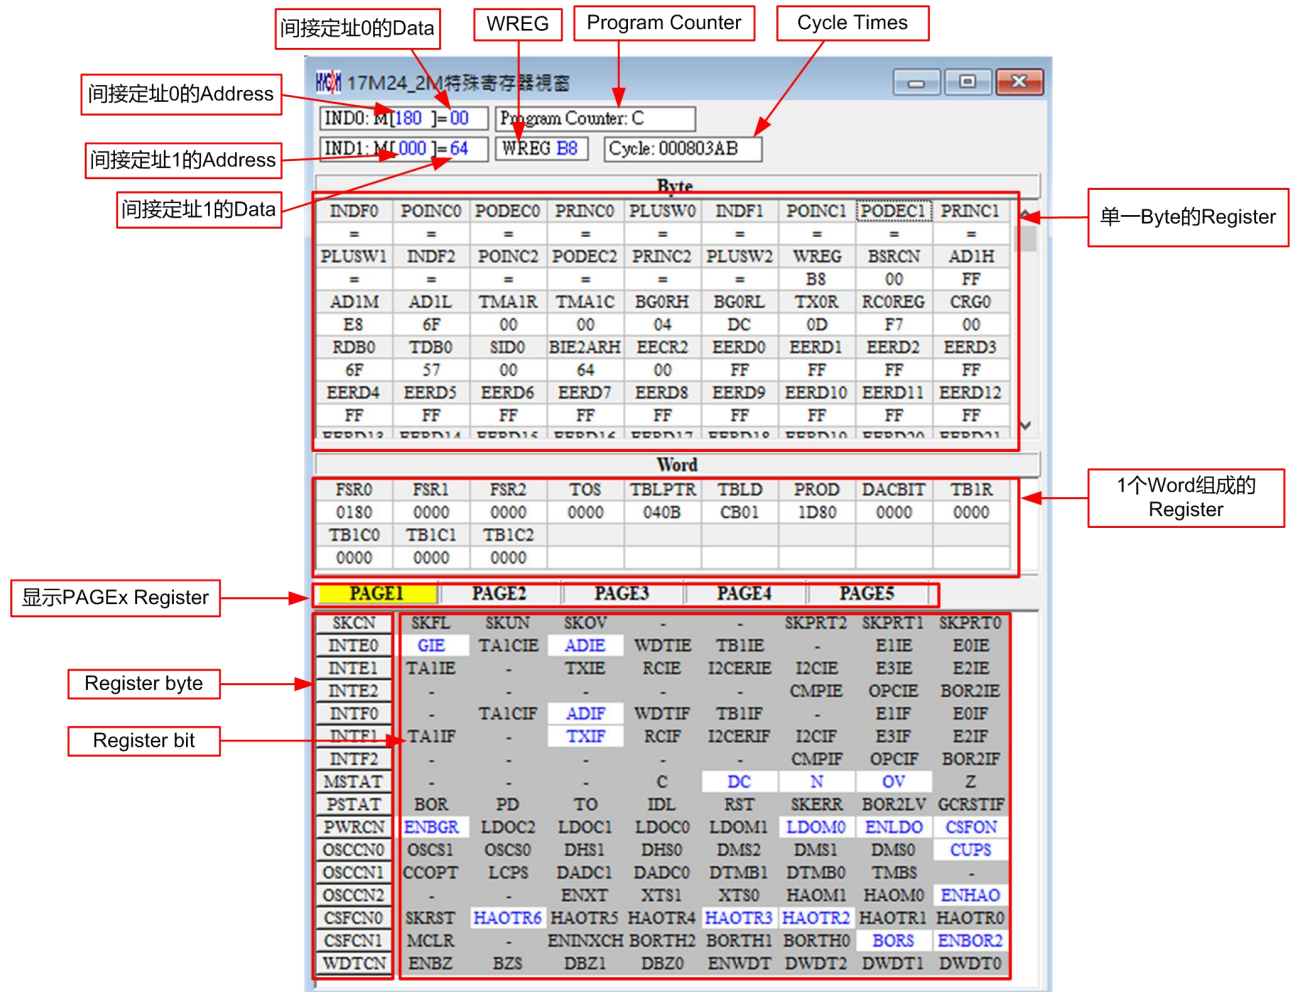 间接定址0的Data
WREG
Program Counter
Cycle Times
HYCON 17M24_2M特殊寄存器視窗
间接定址0的Address
IND0: M[180 ]= 00 Program Counter: C
间接定址1的Address
IND1: M[ 000 ]= 64 WREG B8 Cycle: 000803AB
间接定址1的Data
Byte
单一Byte的Register
INDF0 POINC0 PODEC0 PRINC0 PLUSW0 INDF1 POINC1 PODEC1 PRINC1
= = = = = = = = =
PLUSW1 INDF2 POINC2 PODEC2 PRINC2 PLUSW2 WREG BSRCN AD1H
= = = = = = B8 00 FF
AD1M AD1L TMA1R TMA1C BG0RH BG0RL TX0R RC0REG CRG0
E8 6F 00 00 04 DC 0D F7 00
RDB0 TDB0 SID0 BIE2ARH EECR2 EERD0 EERD1 EERD2 EERD3
6F 57 00 64 00 FF FF FF FF
EERD4 EERD5 EERD6 EERD7 EERD8 EERD9 EERD10 EERD11 EERD12
FF FF FF FF FF FF FF FF FF
EERD13 EERD14 EERD15 EERD16 EERD17 EERD18 EERD19 EERD20 EERD21
Word
1个Word组成的
Register
FSR0 FSR1 FSR2 TOS TBLPTR TBLD PROD DACBIT TB1R
0180 0000 0000 0000 040B CB01 1D80 0000 0000
TB1C0 TB1C1 TB1C2
0000 0000 0000
显示PAGEx Register
PAGE1 PAGE2 PAGE3 PAGE4 PAGE5
SKCN SKFL SKUN SKOV - - SKPRT2 SKPRT1 SKPRT0
INTE0 GIE TA1CIE ADIE WDTIE TB1IE - E1IE E0IE
INTE1 TA1IE - TXIE RCIE I2CERIE I2CIE E3IE E2IE
Register byte
INTE2 - - - - - CMPIE OPCIE BOR2IE
INTF0 - TA1CIF ADIF WDTIF TB1IF - E1IF E0IF
Register bit
INTF1 TA1IF - TXIF RCIF I2CERIF I2CIF E3IF E2IF
INTF2 - - - - - CMPIF OPCIF BOR2IF
MSTAT - - - C DC N OV Z
PSTAT BOR PD TO IDL RST SKERR BOR2LV GCRSTIF
PWRCN ENBGR LDOC2 LDOC1 LDOC0 LDOM1 LDOM0 ENLDO CSFON
OSCCN0 OSCS1 OSCS0 DHS1 DHS0 DMS2 DMS1 DMS0 CUPS
OSCCN1 CCOPT LCPS DADC1 DADC0 DTMB1 DTMB0 TMBS -
OSCCN2 - - ENXT XTS1 XTS0 HAOM1 HAOM0 ENHAO
CSFCN0 SKRST HAOTR6 HAOTR5 HAOTR4 HAOTR3 HAOTR2 HAOTR1 HAOTR0
CSFCN1 MCLR - ENINXCH BORTH2 BORTH1 BORTH0 BORS ENBOR2
WDTCN ENBZ BZS DBZ1 DBZ0 ENWDT DWDT2 DWDT1 DWDT0